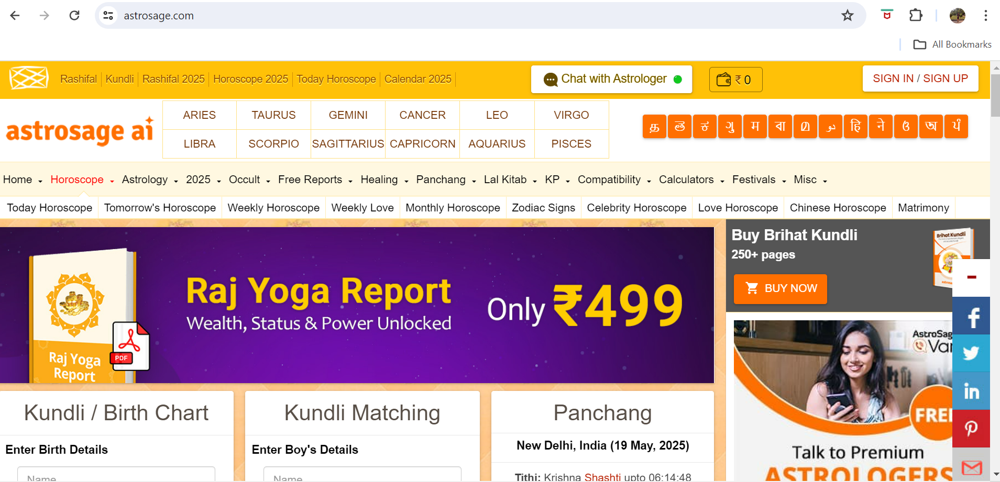 astrosage.com
All Bookmarks
Rashifal Kundli Rashifal 2025 Horoscope 2025 Today Horoscope Calendar 2025
Chat with Astrologer
₹ 0
SIGN IN / SIGN UP
astrosage ai
ARIES TAURUS GEMINI CANCER LEO VIRGO
LIBRA SCORPIO SAGITTARIUS CAPRICORN AQUARIUS PISCES
த తె ಕ ગુ म বা മ دو हि ने ଓ অ ਪੰ
Home Horoscope Astrology 2025 Occult Free Reports Healing Panchang Lal Kitab KP Compatibility Calculators Festivals Misc
Today Horoscope Tomorrow's Horoscope Weekly Horoscope Weekly Love Monthly Horoscope Zodiac Signs Celebrity Horoscope Love Horoscope Chinese Horoscope Matrimony
Raj Yoga Report
Wealth, Status & Power Unlocked
Only ₹499
Raj Yoga
Report
PDF
Buy Brihat Kundli
250+ pages
BUY NOW
Brihat Kundli
AstroSag
Var
FREE
Talk to Premium
ASTROLOGERS
Kundli / Birth Chart
Enter Birth Details
Name
Kundli Matching
Enter Boy's Details
Name
Panchang
New Delhi, India (19 May, 2025)
Tithi: Krishna Shashti upto 06:14:48